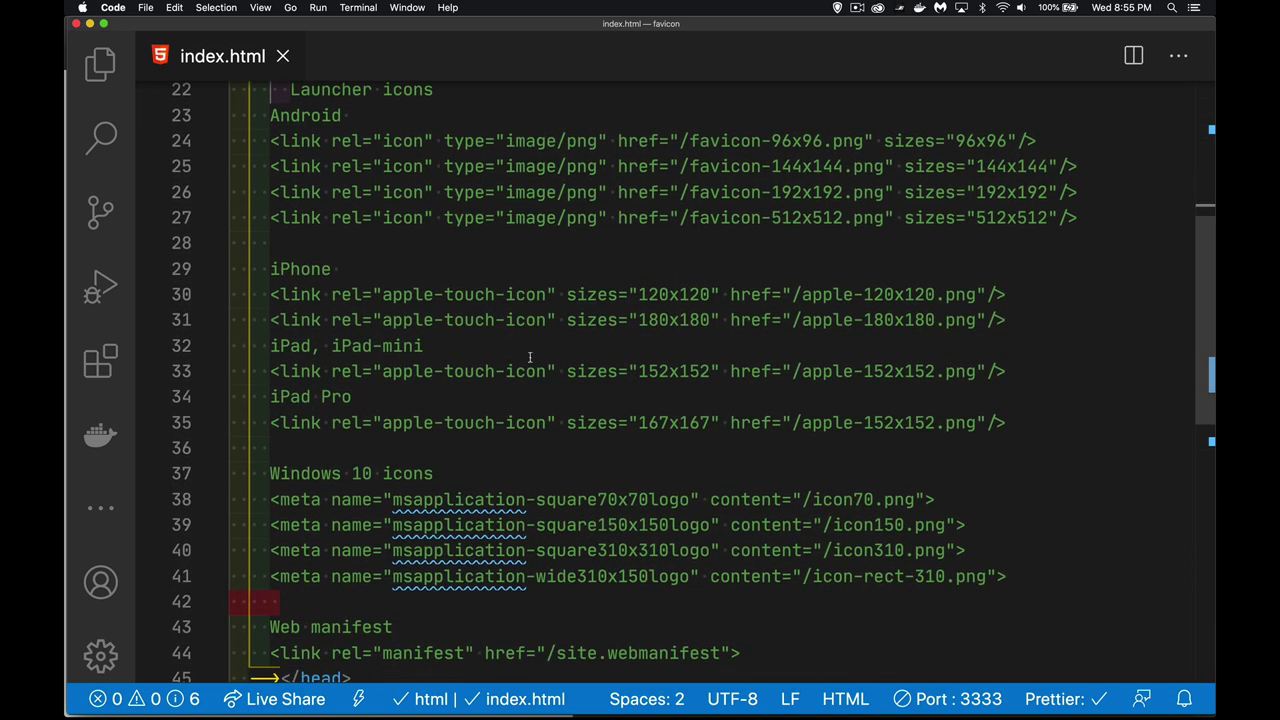 Code File Edit Selection View Go Run Terminal Window Help 100% Wed 8:55 PM
index.html — favicon
index.html
22 Launcher icons
23 Android
24 <link rel="icon" type="image/png" href="/favicon-96x96.png" sizes="96x96"/>
25 <link rel="icon" type="image/png" href="/favicon-144x144.png" sizes="144x144"/>
26 <link rel="icon" type="image/png" href="/favicon-192x192.png" sizes="192x192"/>
27 <link rel="icon" type="image/png" href="/favicon-512x512.png" sizes="512x512"/>
28
29 iPhone
30 <link rel="apple-touch-icon" sizes="120x120" href="/apple-120x120.png"/>
31 <link rel="apple-touch-icon" sizes="180x180" href="/apple-180x180.png"/>
32 iPad, iPad-mini
33 <link rel="apple-touch-icon" sizes="152x152" href="/apple-152x152.png"/>
34 iPad Pro
35 <link rel="apple-touch-icon" sizes="167x167" href="/apple-152x152.png"/>
36
37 Windows 10 icons
38 <meta name="msapplication-square70x70logo" content="/icon70.png">
39 <meta name="msapplication-square150x150logo" content="/icon150.png">
40 <meta name="msapplication-square310x310logo" content="/icon310.png">
41 <meta name="msapplication-wide310x150logo" content="/icon-rect-310.png">
42
43 Web manifest
44 <link rel="manifest" href="/site.webmanifest">
45 </head>
0 0 6 Live Share html | index.html Spaces: 2 UTF-8 LF HTML Port : 3333 Prettier: